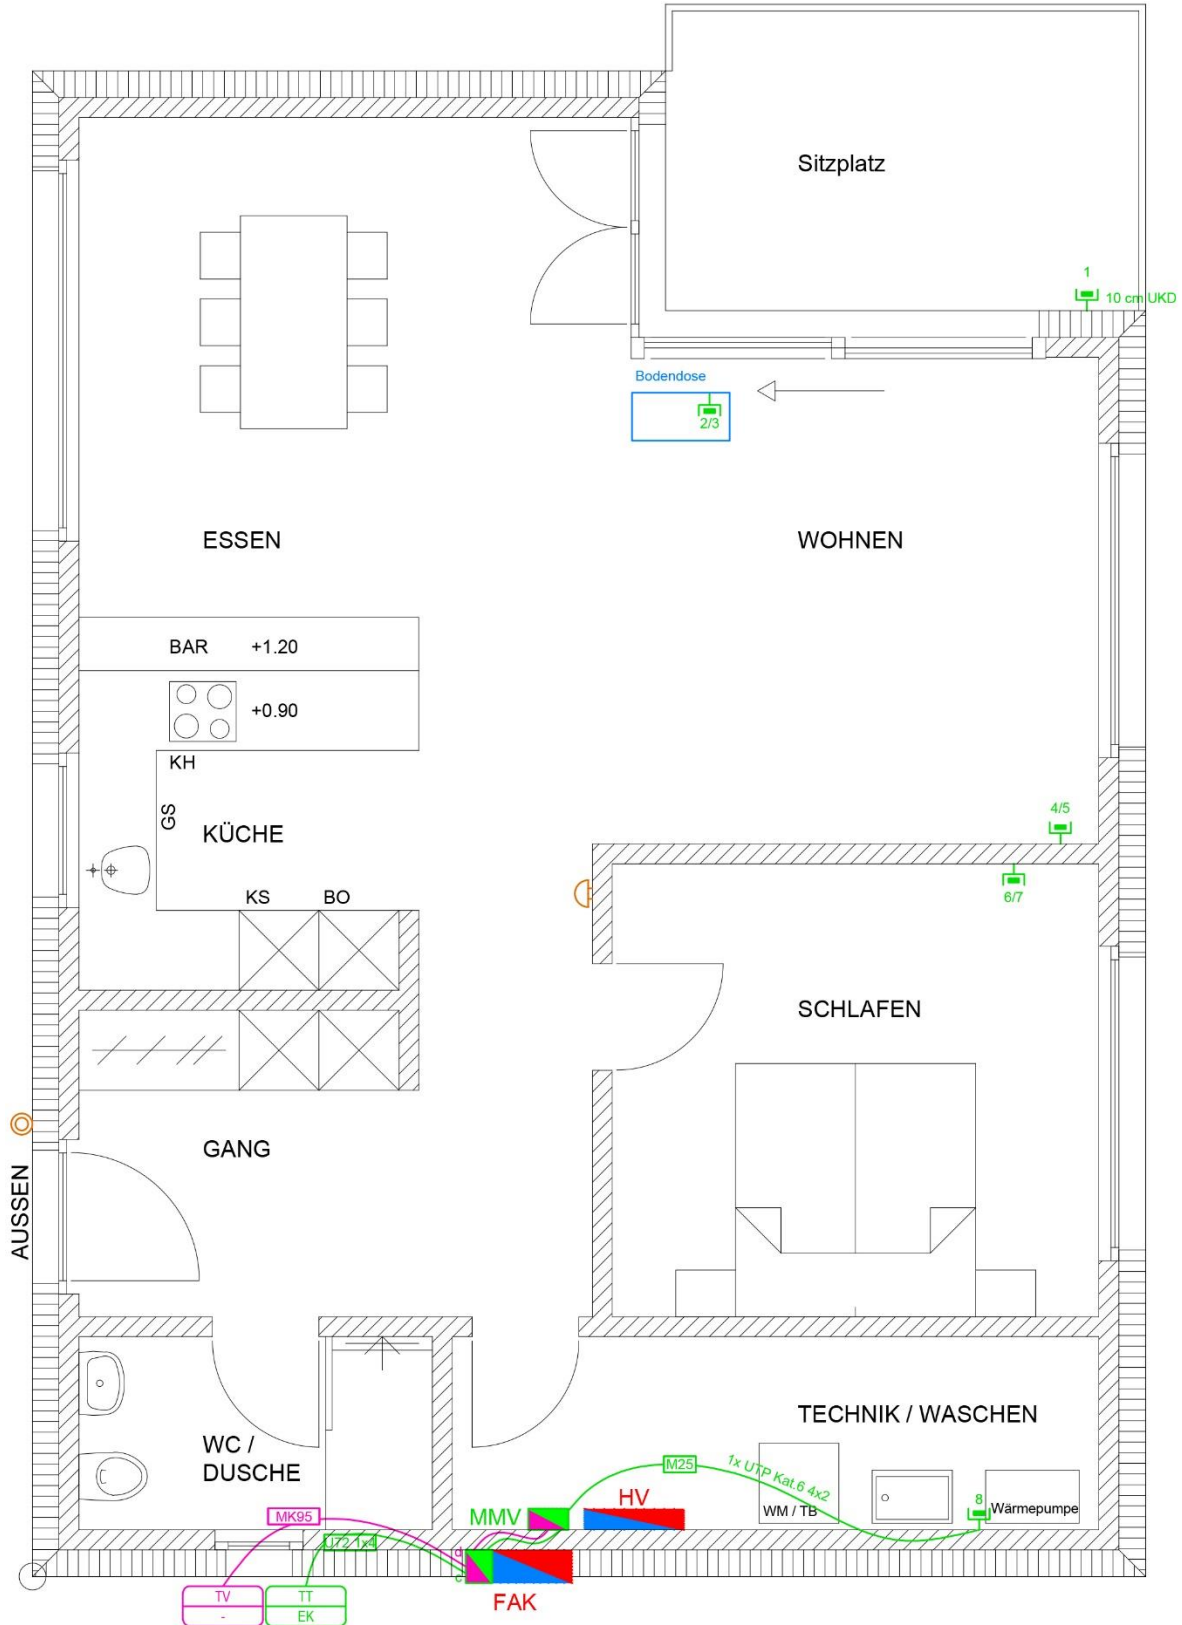 Sitzplatz
1
10 cm UKD
Bodendose
2/3
ESSEN
WOHNEN
BAR +1.20
+0.90
KH
GS
KÜCHE
4/5
6/7
KS
BO
SCHLAFEN
GANG
AUSSEN
TECHNIK / WASCHEN
WC /
DUSCHE
M25
1x UTP Kat.6 4x2
HV
MMV
MK95
8
WM / TB
Wärmepumpe
U72 1x4
d
c
TV
-
TT
EK
FAK